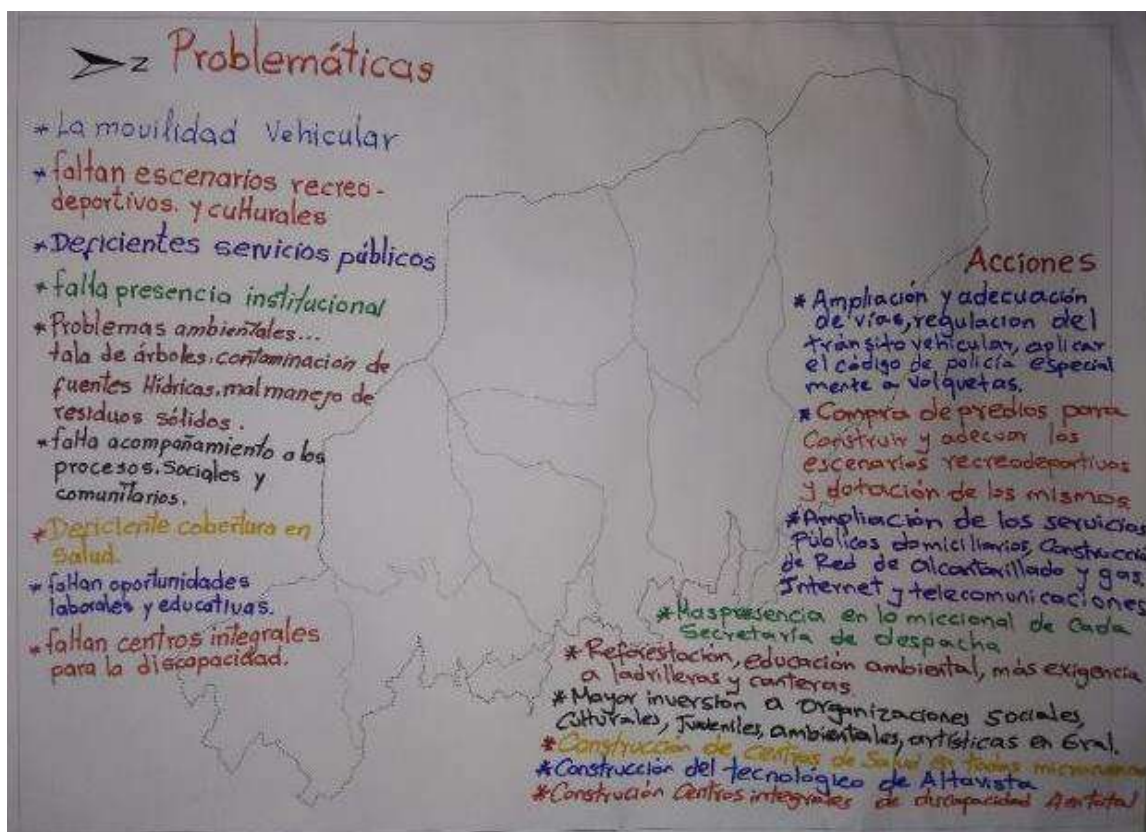 Z Problemáticas
* La movilidad Vehicular
* faltan escenarios recreo-
deportivos. y culturales
* Deficientes servicios públicos
* falta presencia institucional
* Problemas ambientales...
tala de árboles, contaminación de
fuentes Hídricas, mal manejo de
residuos sólidos.
* falta acompañamiento a los
procesos. Sociales y
comunitarios.
* Deficiente cobertura en
Salud.
* faltan oportunidades
laborales y educativas.
* faltan centros integrales
para la discapacidad.
Acciones
* Ampliación y adecuación
de vías, regulacion del
tránsito vehicular, aplicar
el código de policía especial
mente a volquetas.
* Compra de predios para
Construir y adecuar los
escenarios recreodeportivos
y dotación de los mismos
* Ampliación de los servicios
Públicos domiciliarios, Construcció
de Red de alcantarillado y gas
Internet y telecomunicaciones
* Mas presencia en lo miccional de Cada
Secretaría de despacha
* Reforestación, educación ambiental, más exigencia
a ladrilleras y canteras
* Mayor inversión a organizaciones sociales,
Culturales, Juveniles, ambientales, artísticas en Gral.
* Construcción de Centros de Salud en todas
* Construcción del tecnológico de Altavista
* Construción Centros integrales de discapacidad